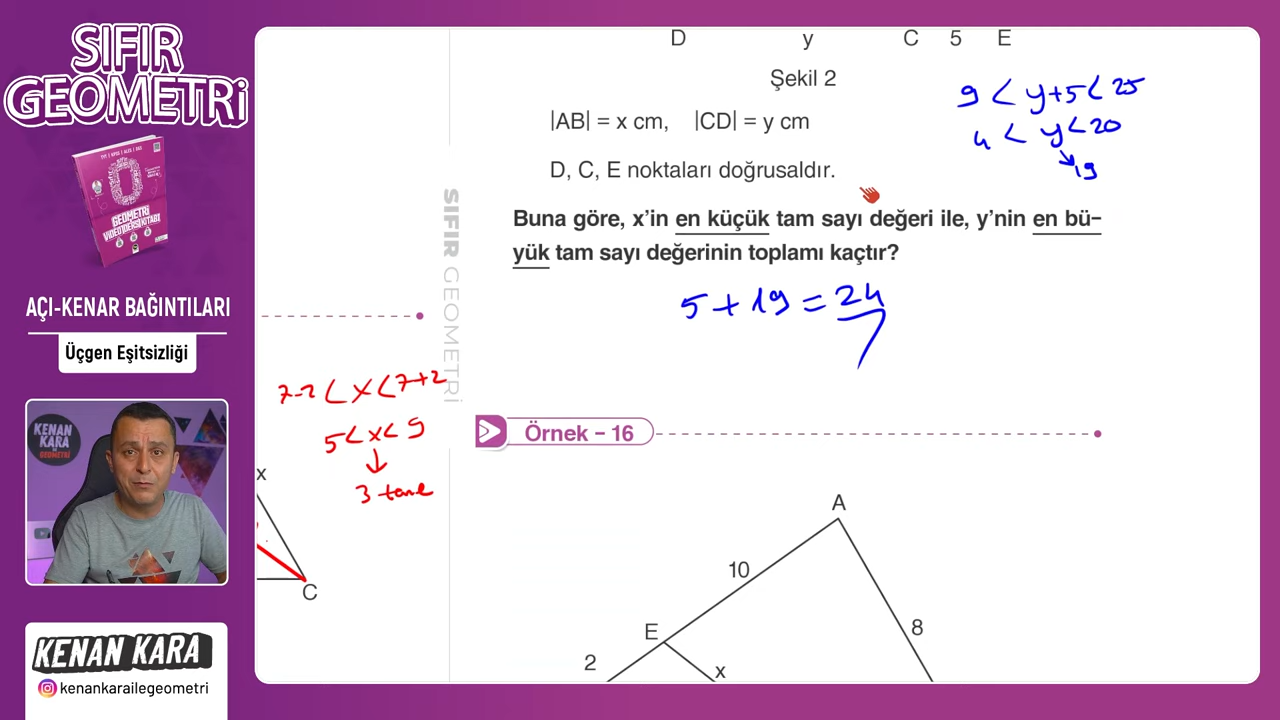 SIFIR
GEOMETRİ
GEOMETRİ
VİDEO DERS KİTABI
AÇI-KENAR BAĞINTILARI
Üçgen Eşitsizliği
KENAN
KARA
GEOMETRİ
KENAN KARA
kenankarailegeometri
7-2 < x < 7+2
5 < x < 9
3 tane
x
C
SIFIR GEOMETRİ
D y C 5 E
Şekil 2
|AB| = x cm, |CD| = y cm
D, C, E noktaları doğrusaldır.
9 < y+5 < 25
4 < y < 20
19
Buna göre, x’in en küçük tam sayı değeri ile, y’nin en bü-
yük tam sayı değerinin toplamı kaçtır?
5 + 19 = 24
Örnek – 16
A
10
E
8
2
x